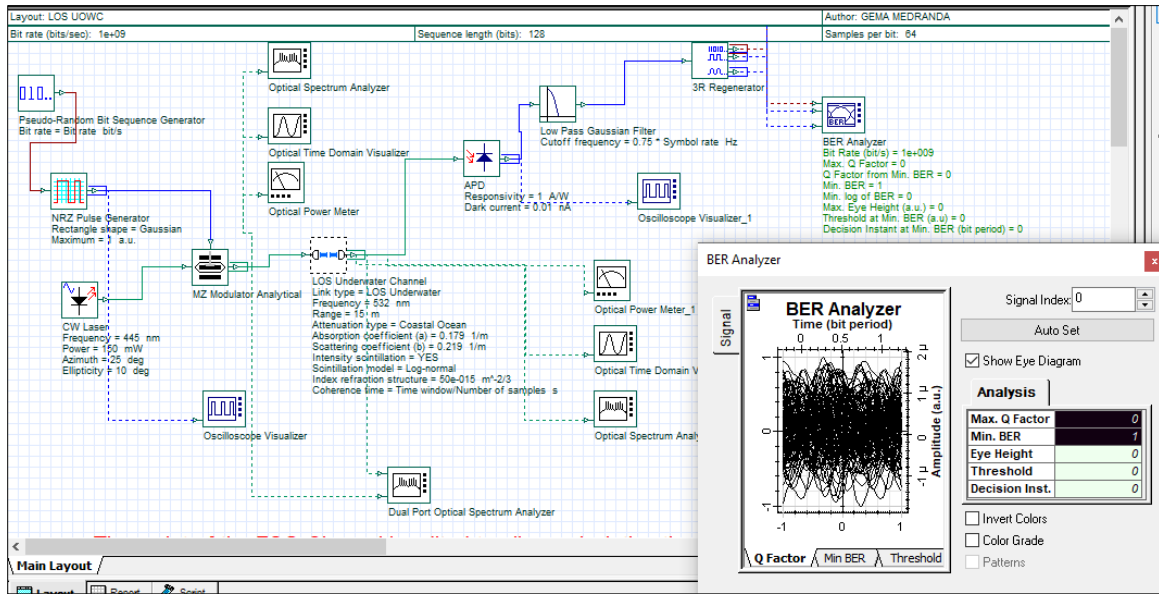 Layout: LOS UOWC
Author: GEMA MEDRANDA
Bit rate (bits/sec): 1e+09
Sequence length (bits): 128
Samples per bit: 64
Pseudo-Random Bit Sequence Generator
Bit rate = Bit rate bit/s
NRZ Pulse Generator
Rectangle shape = Gaussian
Maximum = 1 a.u.
CW Laser
Frequency = 445 nm
Power = 150 mW
Azimuth = 25 deg
Ellipticity = 10 deg
MZ Modulator Analytical
Oscilloscope Visualizer
Optical Spectrum Analyzer
Optical Time Domain Visualizer
Optical Power Meter
LOS Underwater Channel
Link type = LOS Underwater
Frequency = 532 nm
Range = 15 m
Attenuation type = Coastal Ocean
Absorption coefficient (a) = 0.179 1/m
Scattering coefficient (b) = 0.219 1/m
Intensity scintillation = YES
Scintillation model = Log-normal
Index refraction structure = 50e-015 m^-2/3
Coherence time = Time window/Number of samples s
Dual Port Optical Spectrum Analyzer
APD
Responsivity = 1 A/W
Dark current = 0.01 nA
Low Pass Gaussian Filter
Cutoff frequency = 0.75 * Symbol rate Hz
Oscilloscope Visualizer_1
3R Regenerator
Optical Power Meter_1
Optical Time Domain V
Optical Spectrum Analy
BER
BER Analyzer
Bit Rate (bit/s) = 1e+009
Max. Q Factor = 0
Q Factor from Min. BER = 0
Min. BER = 1
Min. log of BER = 0
Max. Eye Height (a.u.) = 0
Threshold at Min. BER (a.u) = 0
Decision Instant at Min. BER (bit period) = 0
BER Analyzer
x
Signal
BER Analyzer
Time (bit period)
0 0.5 1
2 µ
1 µ
0
-1 µ
Amplitude (a.u.)
1
0
-1
-1 0 1
Q Factor
Min BER
Threshold
Signal Index: 0
Auto Set
Show Eye Diagram
Analysis
Max. Q Factor 0
Min. BER 1
Eye Height 0
Threshold 0
Decision Inst. 0
Invert Colors
Color Grade
Patterns
Main Layout
Layout
Report
Script